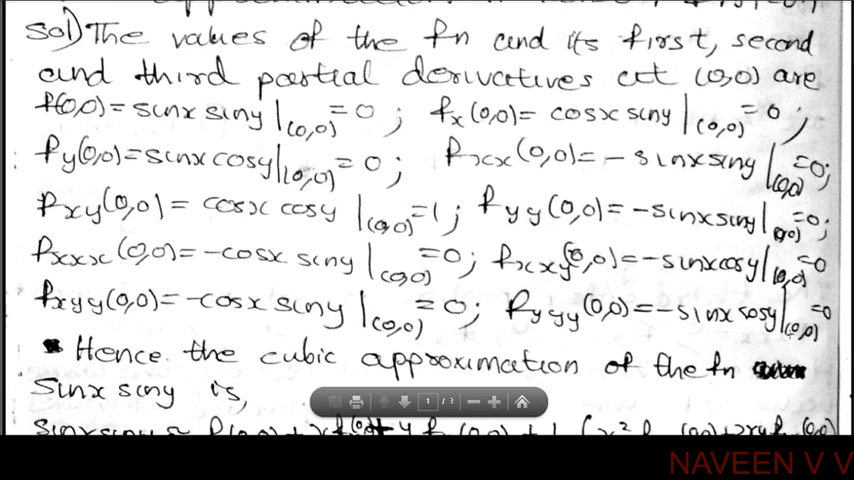 Sol) The values of the fn and its first, second
and third partial derivatives at (0,0) are
f(0,0)=sinx siny|(0,0)=0; fx(0,0)=cosx siny|(0,0)=0;
fy(0,0)=sinx cosy|(0,0)=0; fxx(0,0)=-sinx siny|(0,0)=0;
fxy(0,0)=cosx cosy|(0,0)=1; fyy(0,0)=-sinx siny|(0,0)=0;
fxxx(0,0)=-cosx siny|(0,0)=0; fxxy(0,0)=-sinx cosy|(0,0)=0
fxyy(0,0)=-cosx siny|(0,0)=0; fyyy(0,0)=-sinx cosy|(0,0)=0
Hence the cubic approximation of the fn
sinx siny is,
1 / 3
NAVEEN V V